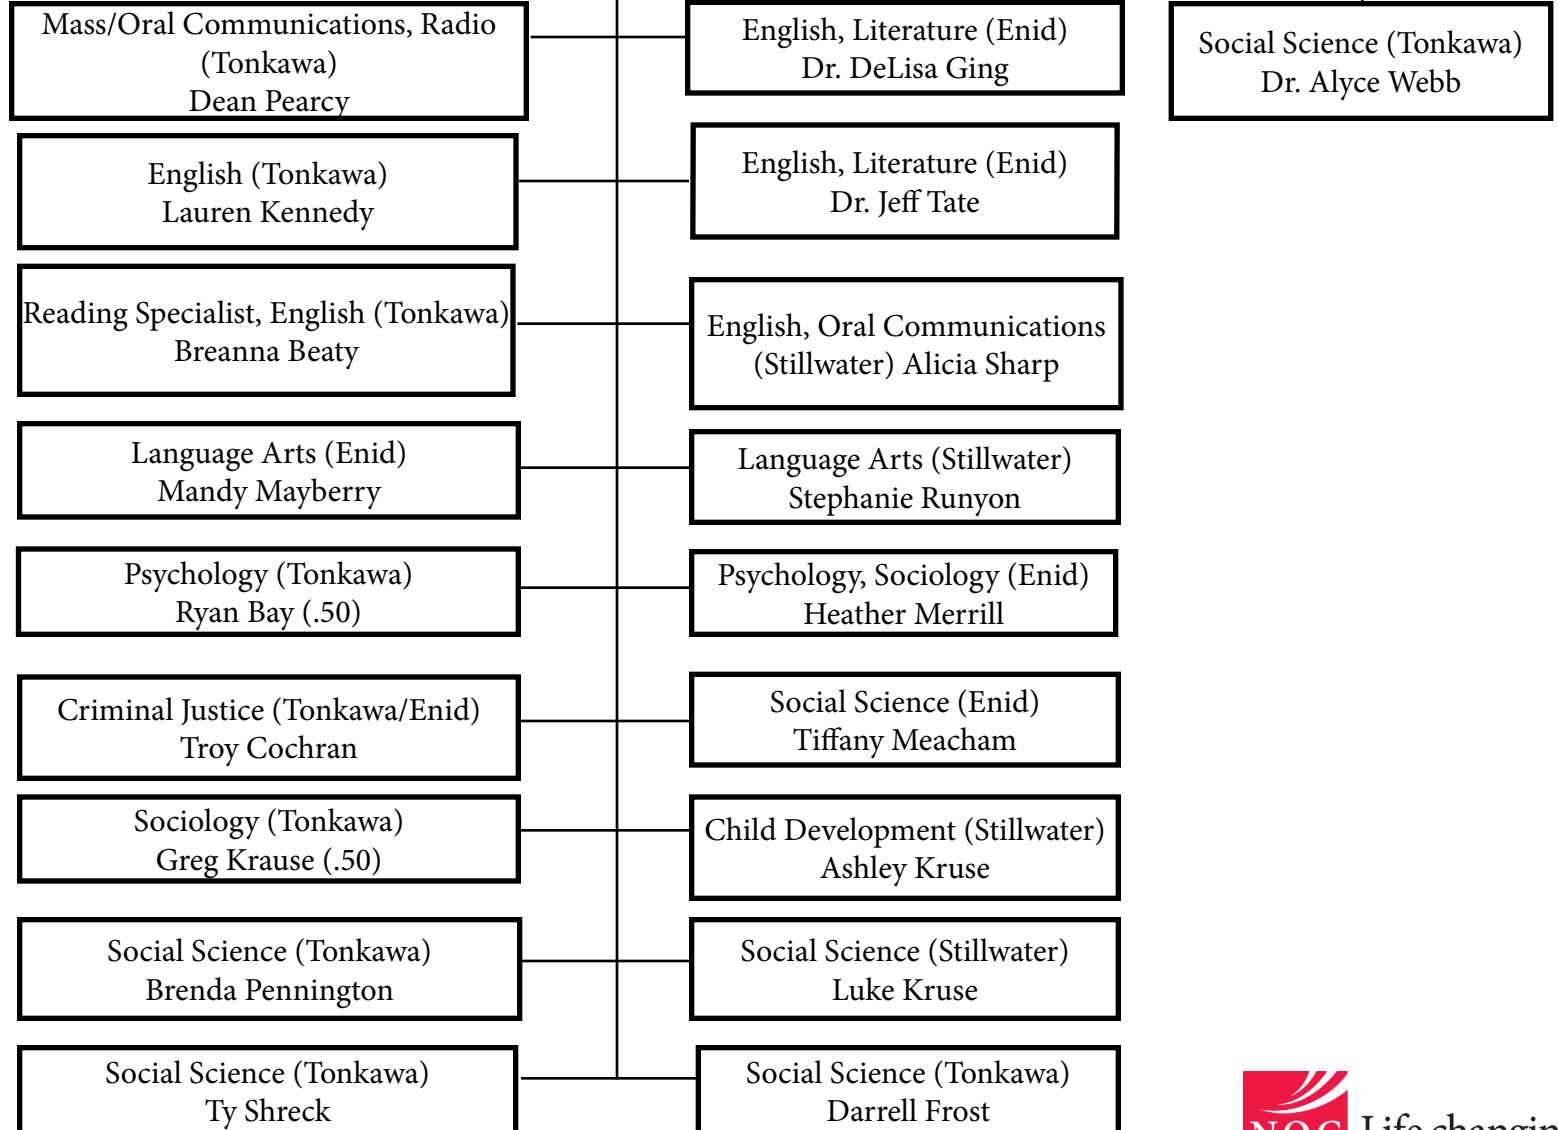 Mass/Oral Communications, Radio
(Tonkawa)
Dean Pearcy
English, Literature (Enid)
Dr. DeLisa Ging
Social Science (Tonkawa)
Dr. Alyce Webb
English (Tonkawa)
Lauren Kennedy
English, Literature (Enid)
Dr. Jeff Tate
Reading Specialist, English (Tonkawa)
Breanna Beaty
English, Oral Communications
(Stillwater) Alicia Sharp
Language Arts (Enid)
Mandy Mayberry
Language Arts (Stillwater)
Stephanie Runyon
Psychology (Tonkawa)
Ryan Bay (.50)
Psychology, Sociology (Enid)
Heather Merrill
Criminal Justice (Tonkawa/Enid)
Troy Cochran
Social Science (Enid)
Tiffany Meacham
Sociology (Tonkawa)
Greg Krause (.50)
Child Development (Stillwater)
Ashley Kruse
Social Science (Tonkawa)
Brenda Pennington
Social Science (Stillwater)
Luke Kruse
Social Science (Tonkawa)
Ty Shreck
Social Science (Tonkawa)
Darrell Frost
NOC
Life changin